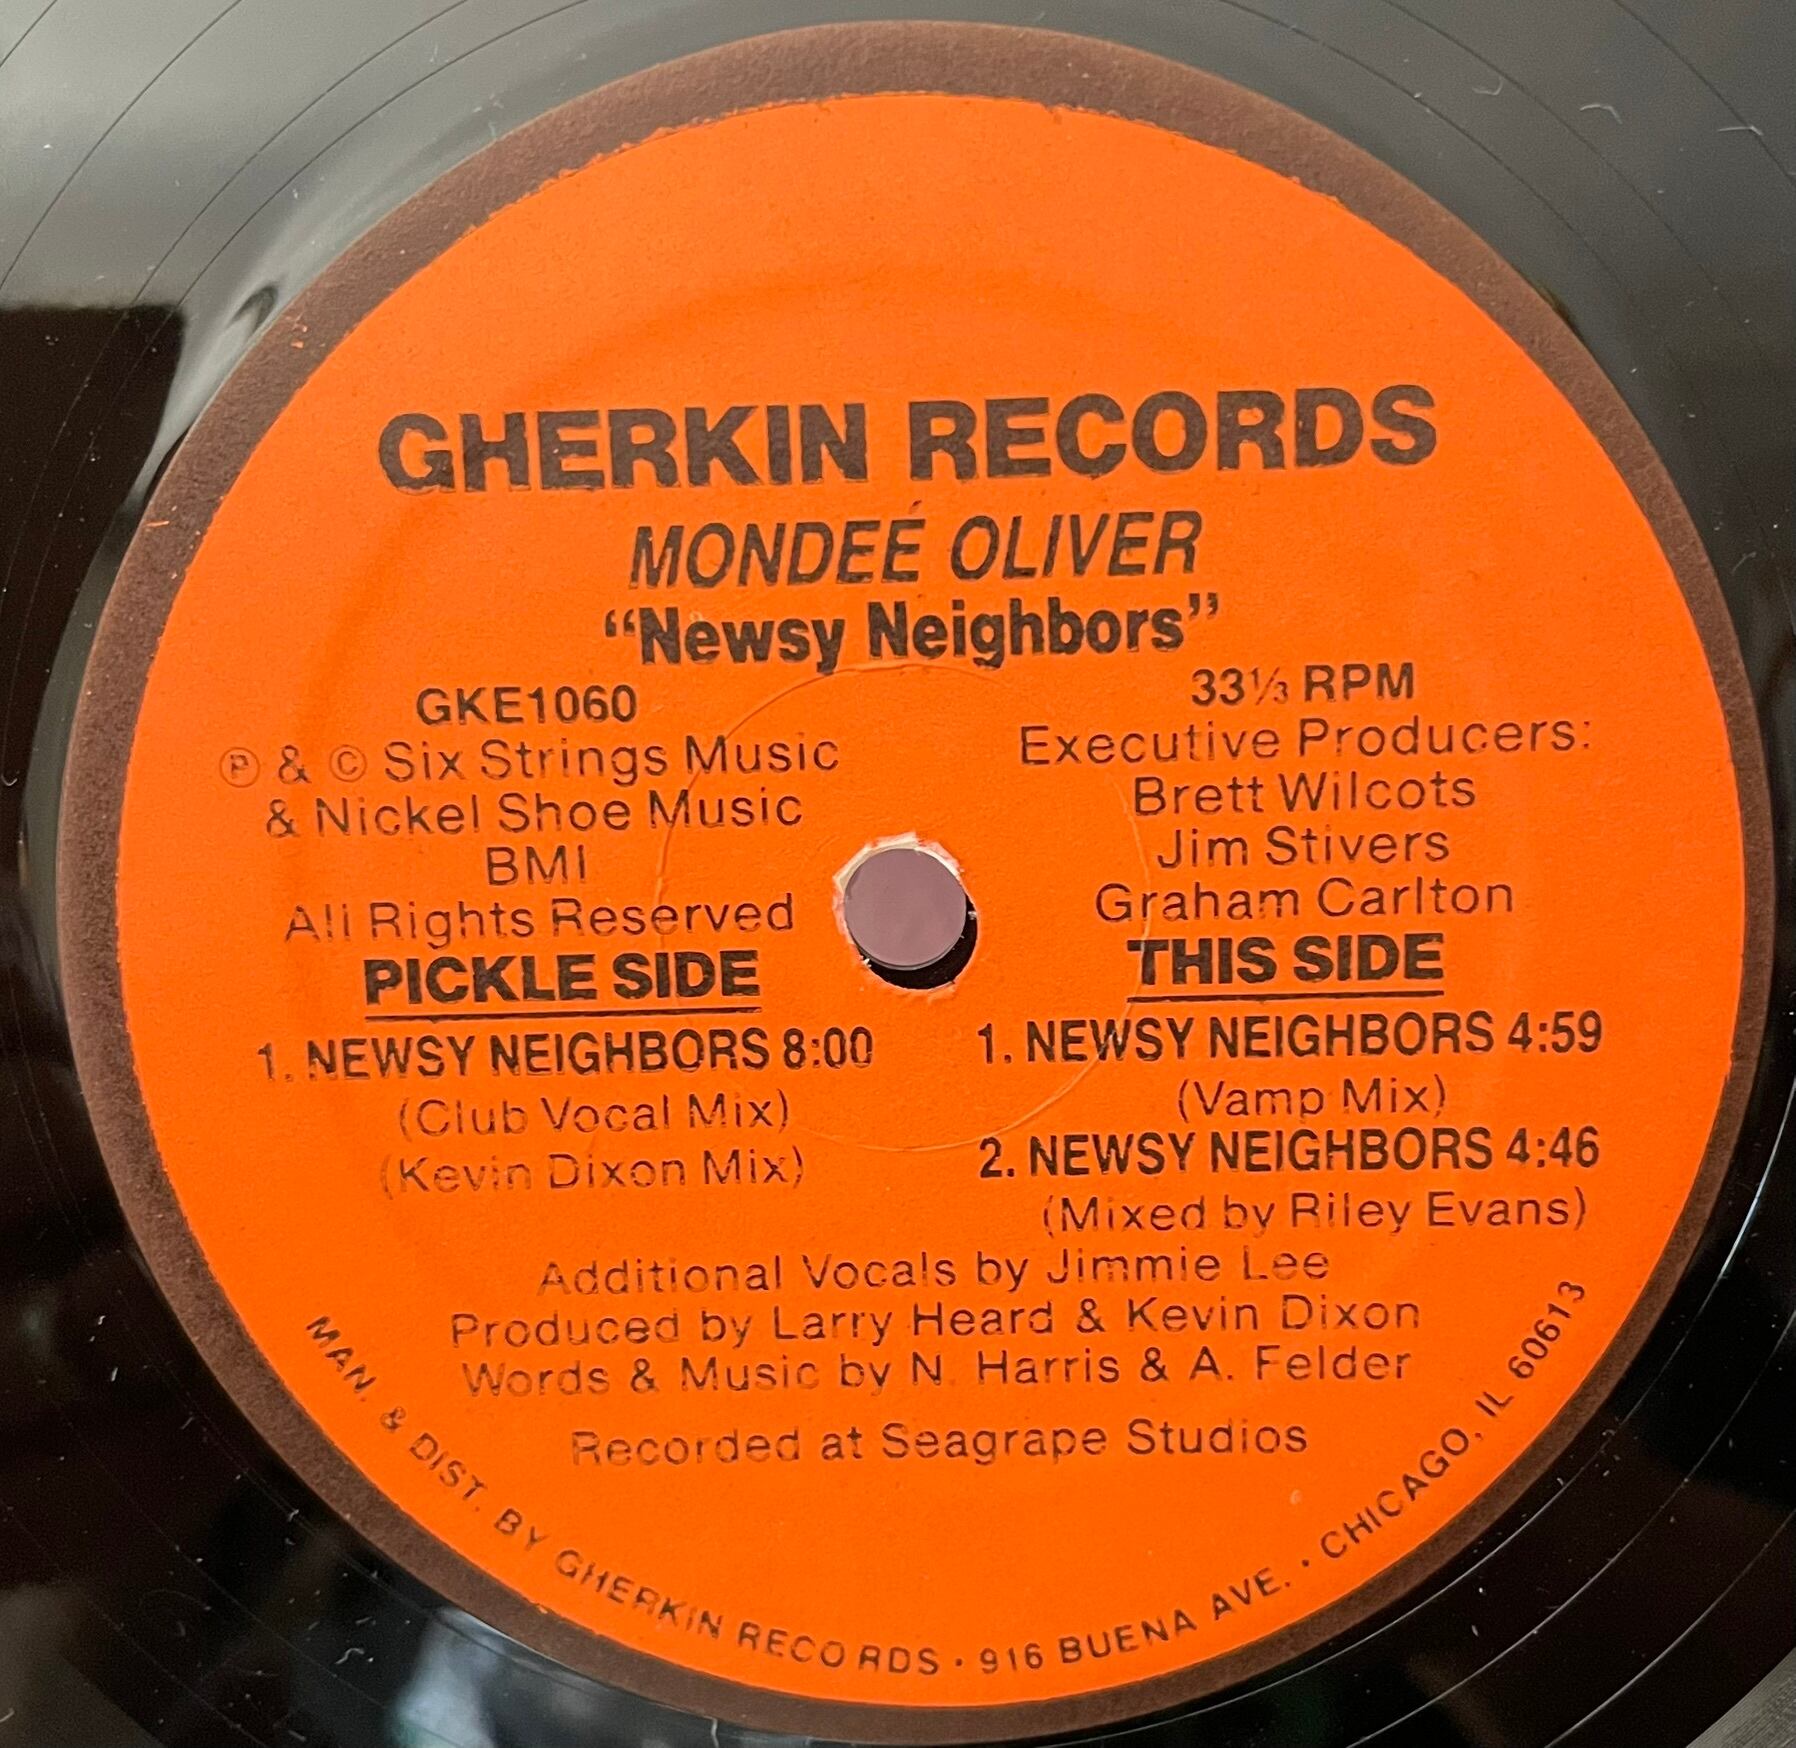 GHERKIN RECORDS
MONDEÉ OLIVER
“Newsy Neighbors”
GKE1060
Ⓟ & © Six Strings Music
& Nickel Shoe Music
BMI
All Rights Reserved
PICKLE SIDE
1. NEWSY NEIGHBORS 8:00
(Club Vocal Mix)
(Kevin Dixon Mix)
33⅓ RPM
Executive Producers:
Brett Wilcots
Jim Stivers
Graham Carlton
THIS SIDE
1. NEWSY NEIGHBORS 4:59
(Vamp Mix)
2. NEWSY NEIGHBORS 4:46
(Mixed by Riley Evans)
Additional Vocals by Jimmie Lee
Produced by Larry Heard & Kevin Dixon
Words & Music by N. Harris & A. Felder
Recorded at Seagrape Studios
MAN. & DIST. BY GHERKIN RECORDS · 916 BUENA AVE. · CHICAGO, IL 60613